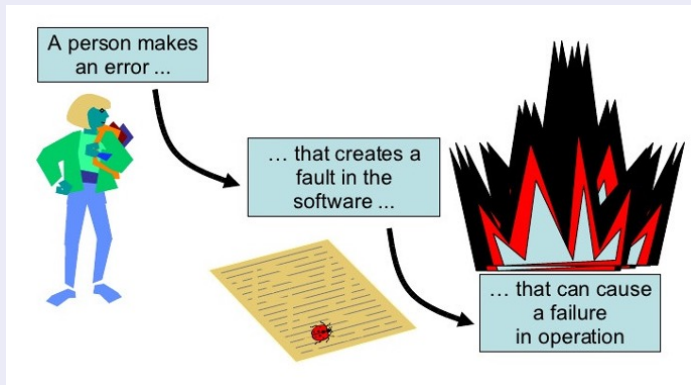 A person makes
an error ...
... that creates a
fault in the
software ...
... that can cause
a failure
in operation